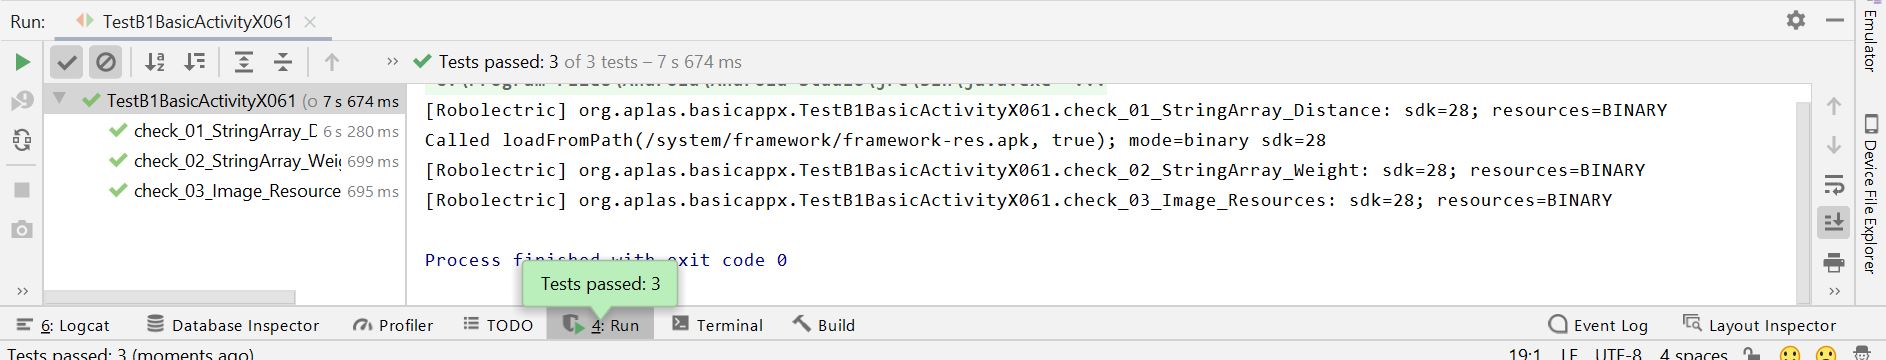 Run: TestB1BasicActivityX061
Tests passed: 3 of 3 tests – 7 s 674 ms
TestB1BasicActivityX061 (o 7 s 674 ms
check_01_StringArray_D 6 s 280 ms
check_02_StringArray_Wei 699 ms
check_03_Image_Resource 695 ms
[Robolectric] org.aplas.basicappx.TestB1BasicActivityX061.check_01_StringArray_Distance: sdk=28; resources=BINARY
Called loadFromPath(/system/framework/framework-res.apk, true); mode=binary sdk=28
[Robolectric] org.aplas.basicappx.TestB1BasicActivityX061.check_02_StringArray_Weight: sdk=28; resources=BINARY
[Robolectric] org.aplas.basicappx.TestB1BasicActivityX061.check_03_Image_Resources: sdk=28; resources=BINARY
Process finished with exit code 0
Tests passed: 3
Emulator
Device File Explorer
6: Logcat Database Inspector Profiler TODO 4: Run Terminal Build Event Log Layout Inspector
Tests passed: 3 (moments ago) 19:1 LF UTF-8 4 spaces